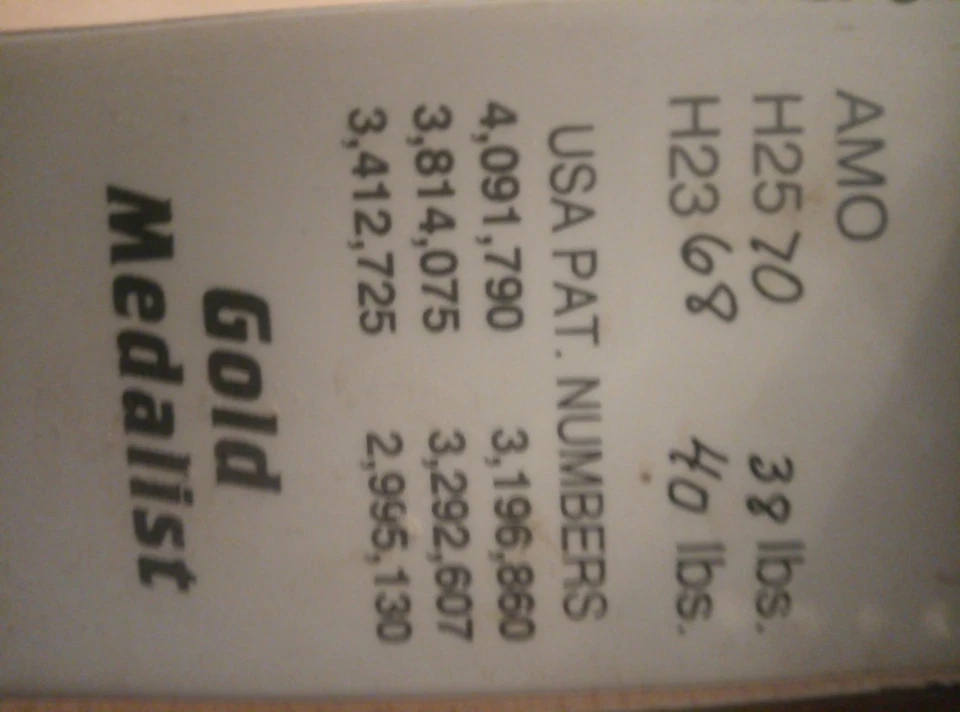 AMO
H25 70 38 lbs.
H23 68 40 lbs.
USA PAT. NUMBERS
4,091,790 3,196,860
3,814,075 3,292,607
3,412,725 2,995,130
Gold
Medalist